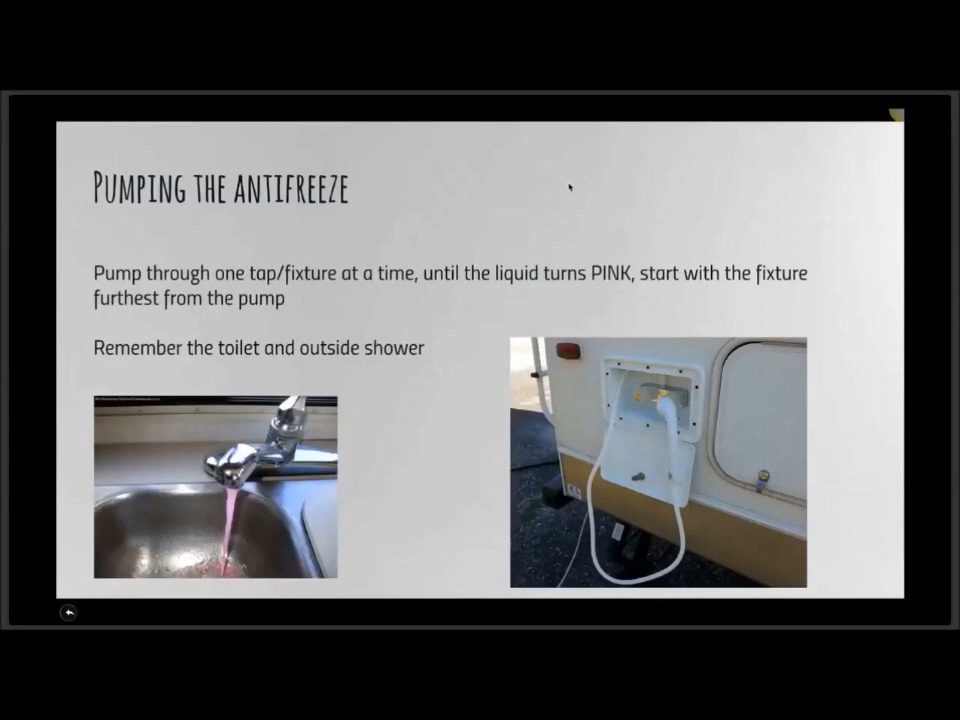 Pumping the antifreeze
Pump through one tap/fixture at a time, until the liquid turns PINK, start with the fixture
furthest from the pump
Remember the toilet and outside shower